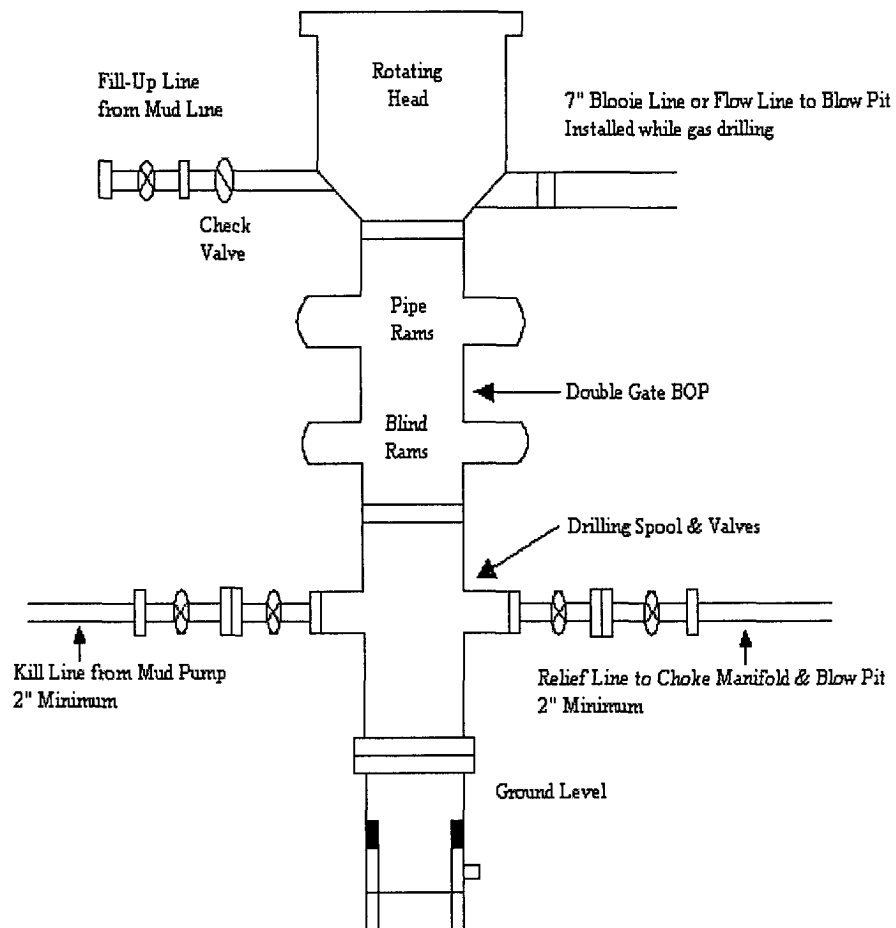 Rotating
Head
Fill-Up Line
from Mud Line
7" Blooie Line or Flow Line to Blow Pit
Installed while gas drilling
Check
Valve
Pipe
Rams
Double Gate BOP
Blind
Rams
Drilling Spool & Valves
Kill Line from Mud Pump
2" Minimum
Relief Line to Choke Manifold & Blow Pit
2" Minimum
Ground Level